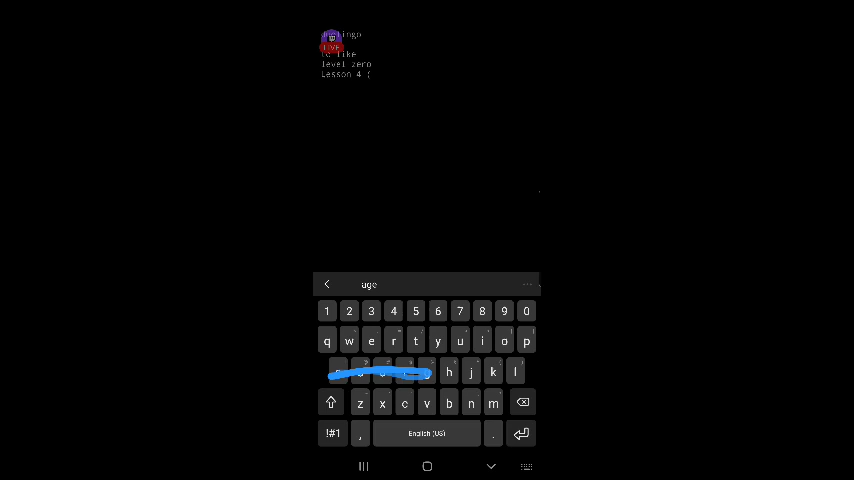 LIVE
to like
level zero
Lesson 4 (
age
1 2 3 4 5 6 7 8 9 0
q w e r t y u i o p
h j k l
z x c v b n m
!#1 , English (US) .